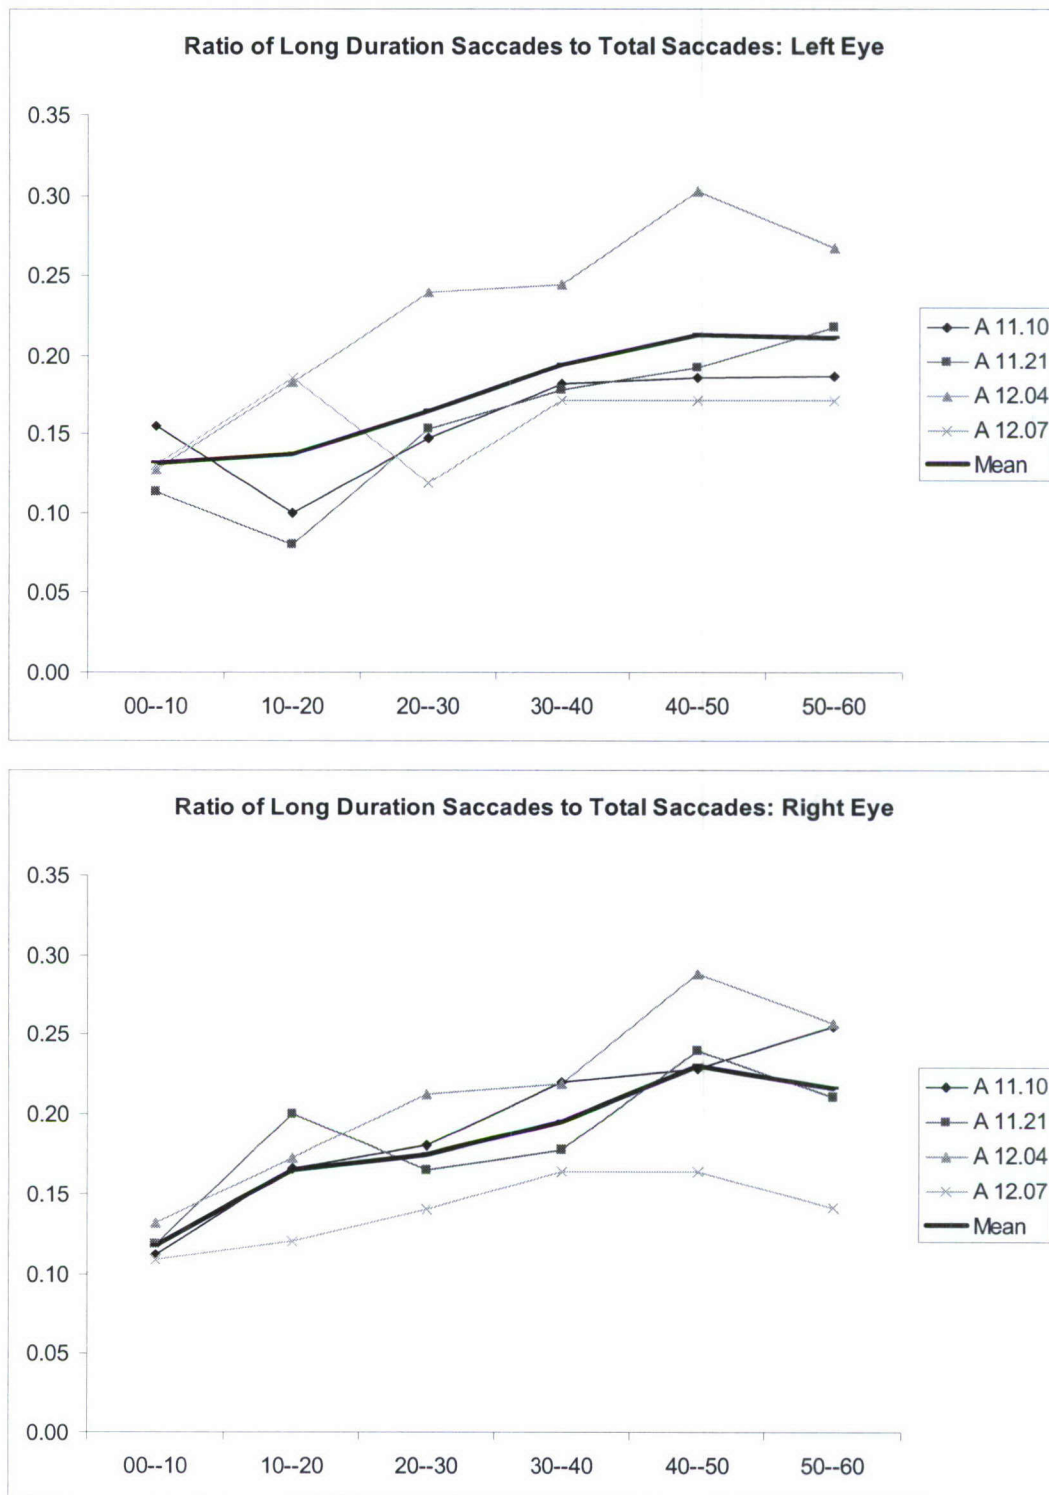 Ratio of Long Duration Saccades to Total Saccades: Left Eye
0.35
0.30
0.25
0.20
0.15
0.10
0.05
0.00
00--10 10--20 20--30 30--40 40--50 50--60
A 11.10
A 11.21
A 12.04
A 12.07
Mean
Ratio of Long Duration Saccades to Total Saccades: Right Eye
0.35
0.30
0.25
0.20
0.15
0.10
0.05
0.00
00--10 10--20 20--30 30--40 40--50 50--60
A 11.10
A 11.21
A 12.04
A 12.07
Mean